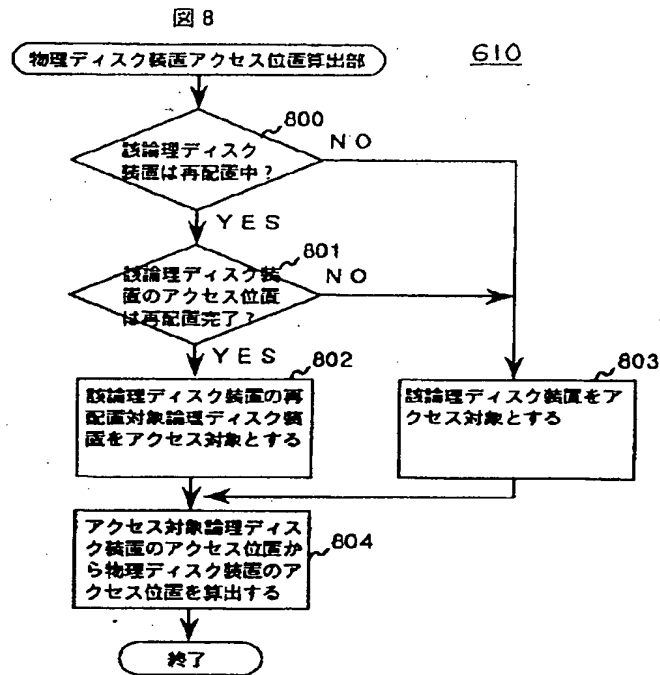 図8
物理ディスク装置アクセス位置算出部
610
800
該論理ディスク
装置は再配置中？
NO
YES
801
該論理ディスク装
置のアクセス位置
は再配置完了？
NO
YES
802
該論理ディスク装置の再
配置対象論理ディスク装
置をアクセス対象とする
803
該論理ディスク装置をア
クセス対象とする
アクセス対象論理ディス
ク装置のアクセス位置か
ら物理ディスク装置のア
クセス位置を算出する
804
終了